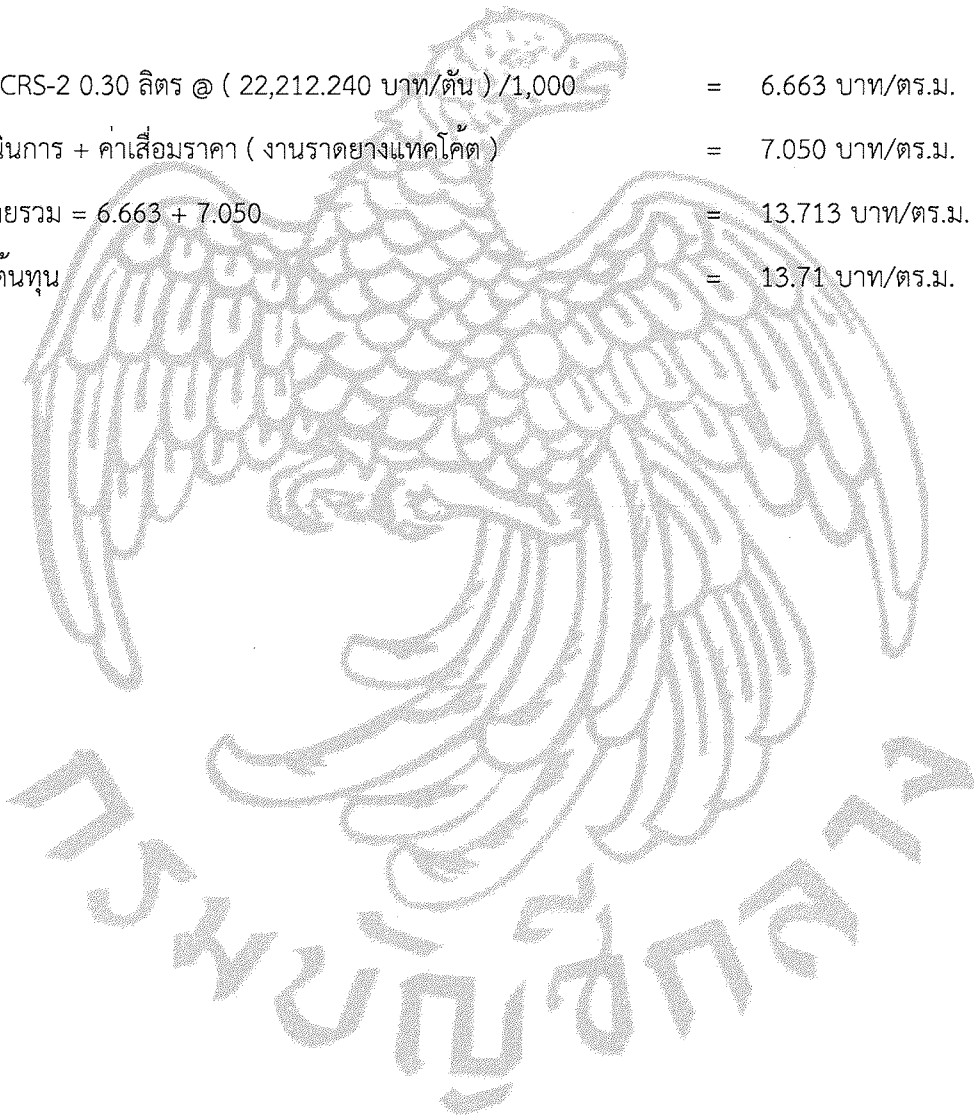 CRS-2 0.30 ลิตร @ ( 22,212.240 บาท/ตัน ) /1,000 = 6.663 บาท/ตร.ม.
นินการ + ค่าเสื่อมราคา ( งานราดยางแทคโค้ต ) = 7.050 บาท/ตร.ม.
ยรวม = 6.663 + 7.050 = 13.713 บาท/ตร.ม.
ต้นทุน = 13.71 บาท/ตร.ม.
กรมบัญชีกลาง